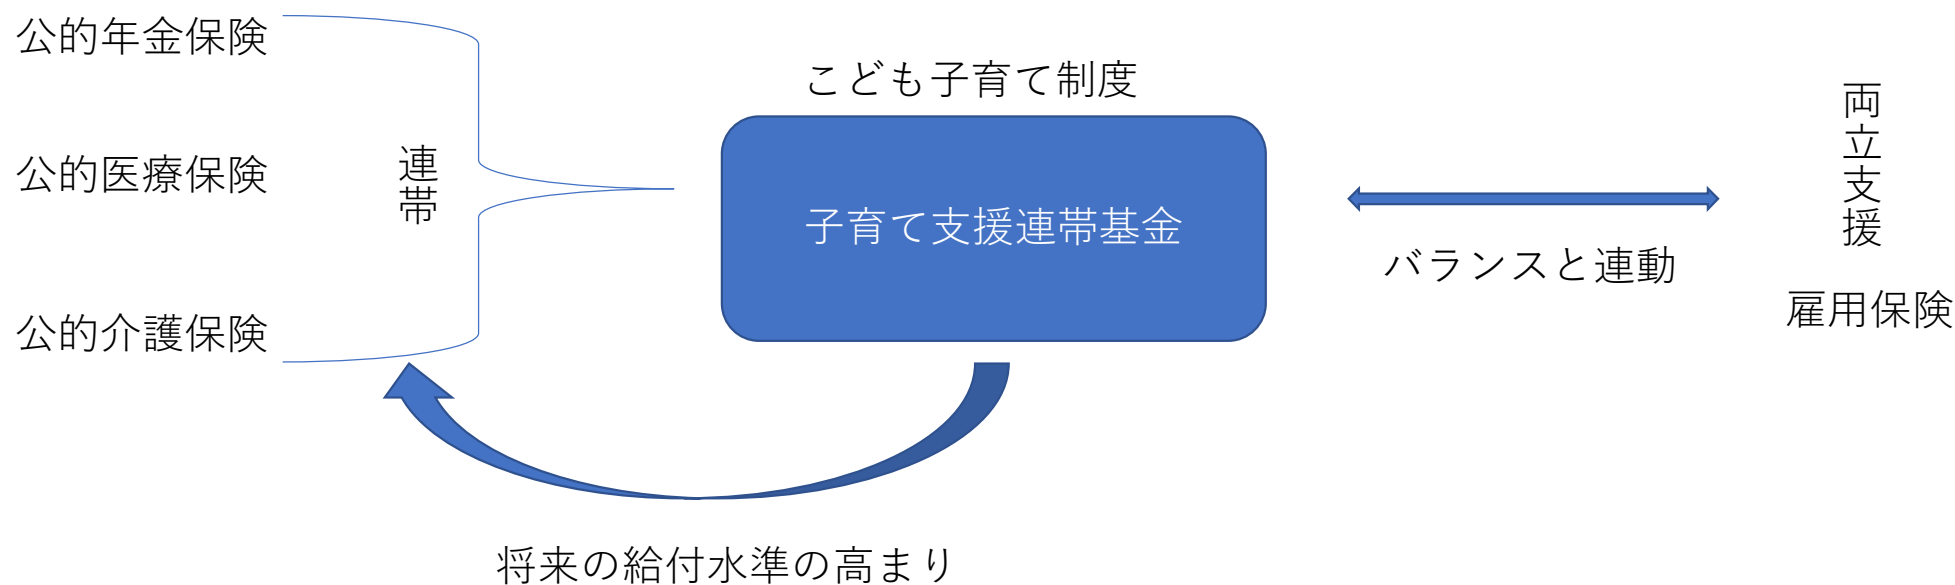 公的年金保険
公的医療保険
公的介護保険
連帯
こども子育て制度
子育て支援連帯基金
バランスと連動
両立支援
雇用保険
将来の給付水準の高まり